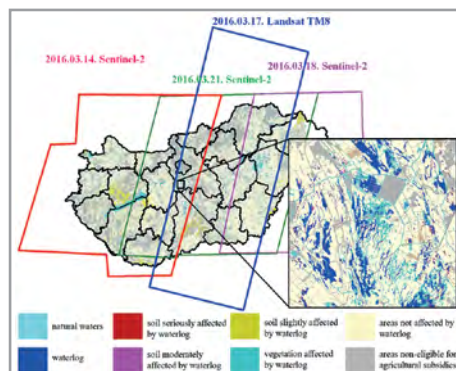 2016.03.17. Landsat TM8
2016.03.14. Sentinel-2
2016.03.18. Sentinel-2
2016.03.21. Sentinel-2
natural waters
soil seriously affected
by waterlog
soil slightly affected
by waterlog
areas not affected by
waterlog
waterlog
soil moderately
affected by waterlog
vegetation affected
by waterlog
areas non-eligible for
agricultural subsidies